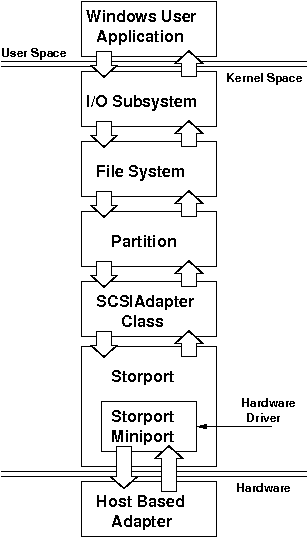 Windows User
Application
User Space
Kernel Space
I/O Subsystem
File System
Partition
SCSIAdapter
Class
Storport
Storport
Miniport
Hardware
Driver
Hardware
Host Based
Adapter